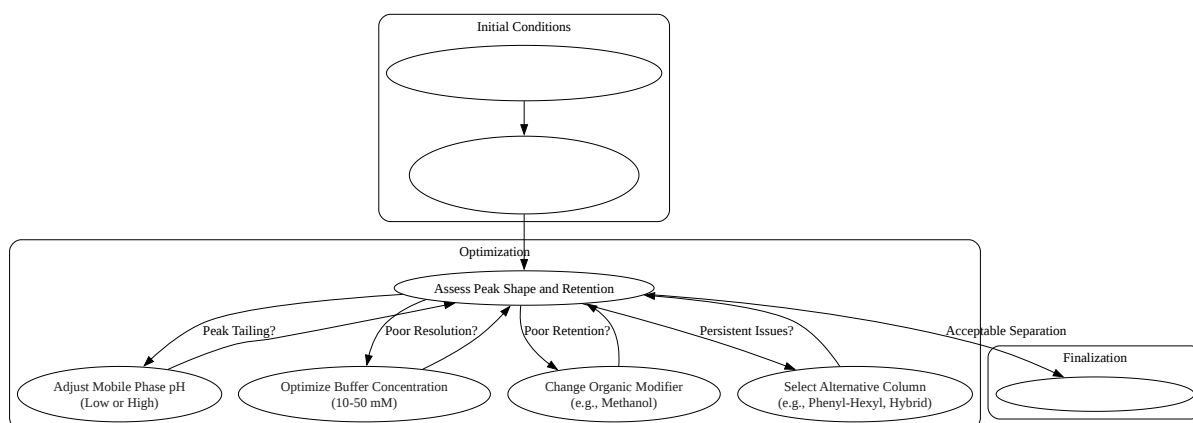 Initial Conditions
Optimization
Assess Peak Shape and Retention
Peak Tailing?
Poor Resolution?
Poor Retention?
Persistent Issues?
Acceptable Separation
Adjust Mobile Phase pH
(Low or High)
Optimize Buffer Concentration
(10-50 mM)
Change Organic Modifier
(e.g., Methanol)
Select Alternative Column
(e.g., Phenyl-Hexyl, Hybrid)
Finalization